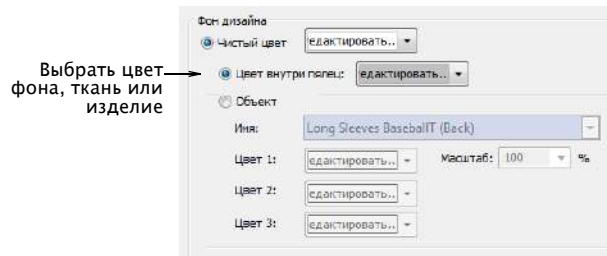 Фон дизайна
Чистый цвет едактировать..
Выбрать цвет фона, ткань или изделие
Цвет внутри пялец: едактировать..
Объект
Имя: Long Sleeves BaseballT (Back)
Цвет 1: едактировать.. Масштаб: 100 %
Цвет 2: едактировать..
Цвет 3: едактировать..